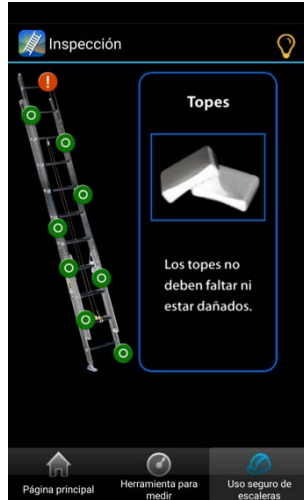 Inspección
Topes
Los topes no
deben faltar ni
estar dañados.
Página principal
Herramienta para
medir
Uso seguro de
escaleras